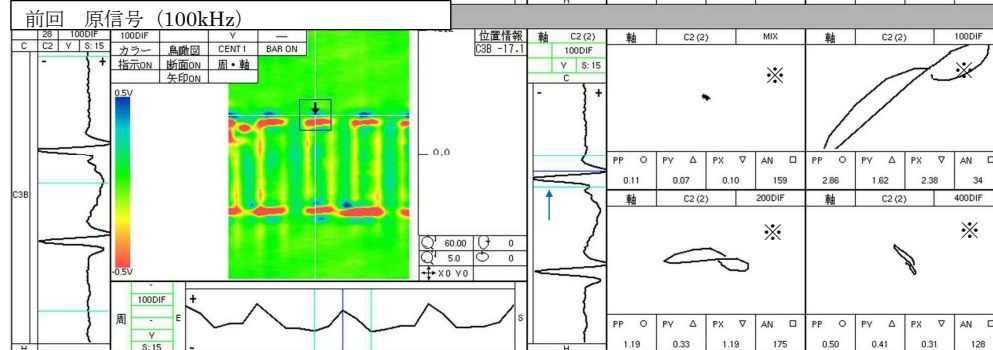 前回 原信号（100kHz）
28 100DIF
C C2 Y S:15
- +
C3B
H
100DIF Y —
カラー 鳥瞰図 CENT1 BAR ON
指示ON 断面ON 周・軸
矢印ON
0.5V
-0.5V
位置情報
C3B -17.1
0.0
60.00 0
5.0 0
X0 Y0
周
-
100DIF
-
Y
S:15
E
+
-
S
軸 C2 (2)
100DIF
Y S:15
C
- +
H
軸 C2 (2) MIX
※
PP ○ PY △ PX ▽ AN □
0.11 0.07 0.10 159
軸 C2 (2) 100DIF
※
PP ○ PY △ PX ▽ AN □
2.86 1.62 2.38 34
軸 C2 (2) 200DIF
※
PP ○ PY △ PX ▽ AN □
1.19 0.33 1.19 175
軸 C2 (2) 400DIF
※
PP ○ PY △ PX ▽ AN □
0.50 0.41 0.31 128